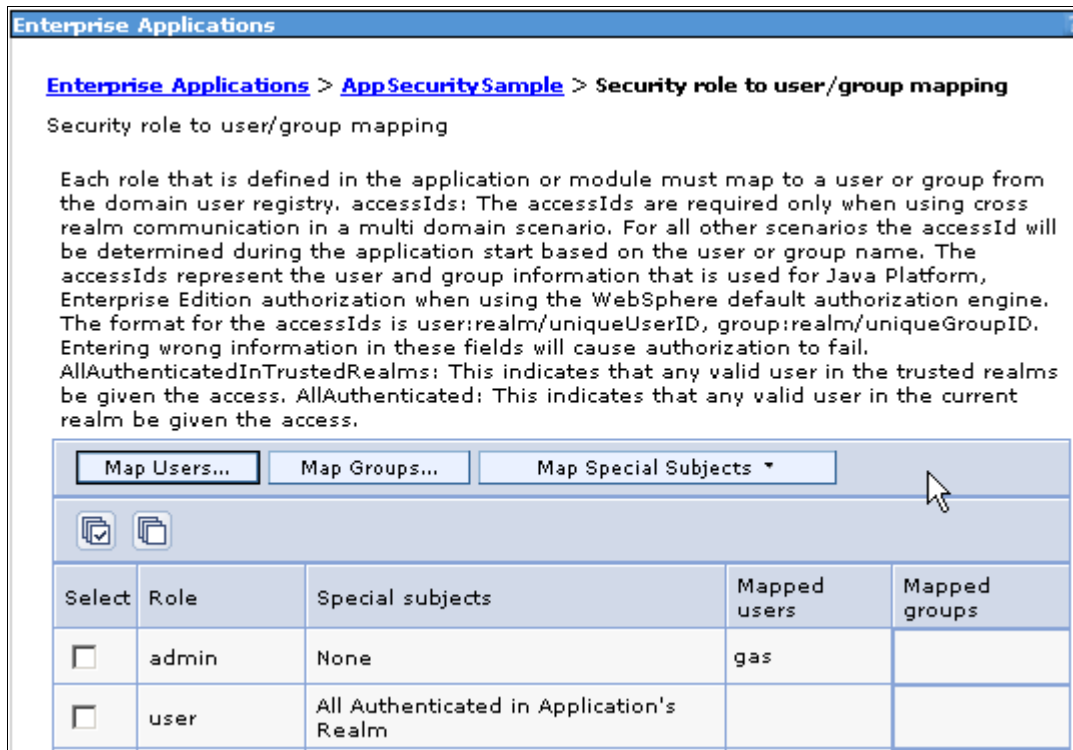 Enterprise Applications
Enterprise Applications > AppSecuritySample > Security role to user/group mapping
Security role to user/group mapping
Each role that is defined in the application or module must map to a user or group from
the domain user registry. accessIds: The accessIds are required only when using cross
realm communication in a multi domain scenario. For all other scenarios the accessId will
be determined during the application start based on the user or group name. The
accessIds represent the user and group information that is used for Java Platform,
Enterprise Edition authorization when using the WebSphere default authorization engine.
The format for the accessIds is user:realm/uniqueUserID, group:realm/uniqueGroupID.
Entering wrong information in these fields will cause authorization to fail.
AllAuthenticatedInTrustedRealms: This indicates that any valid user in the trusted realms
be given the access. AllAuthenticated: This indicates that any valid user in the current
realm be given the access.
Map Users... Map Groups... Map Special Subjects
Select Role Special subjects Mapped users Mapped groups
admin None gas
user All Authenticated in Application's
Realm